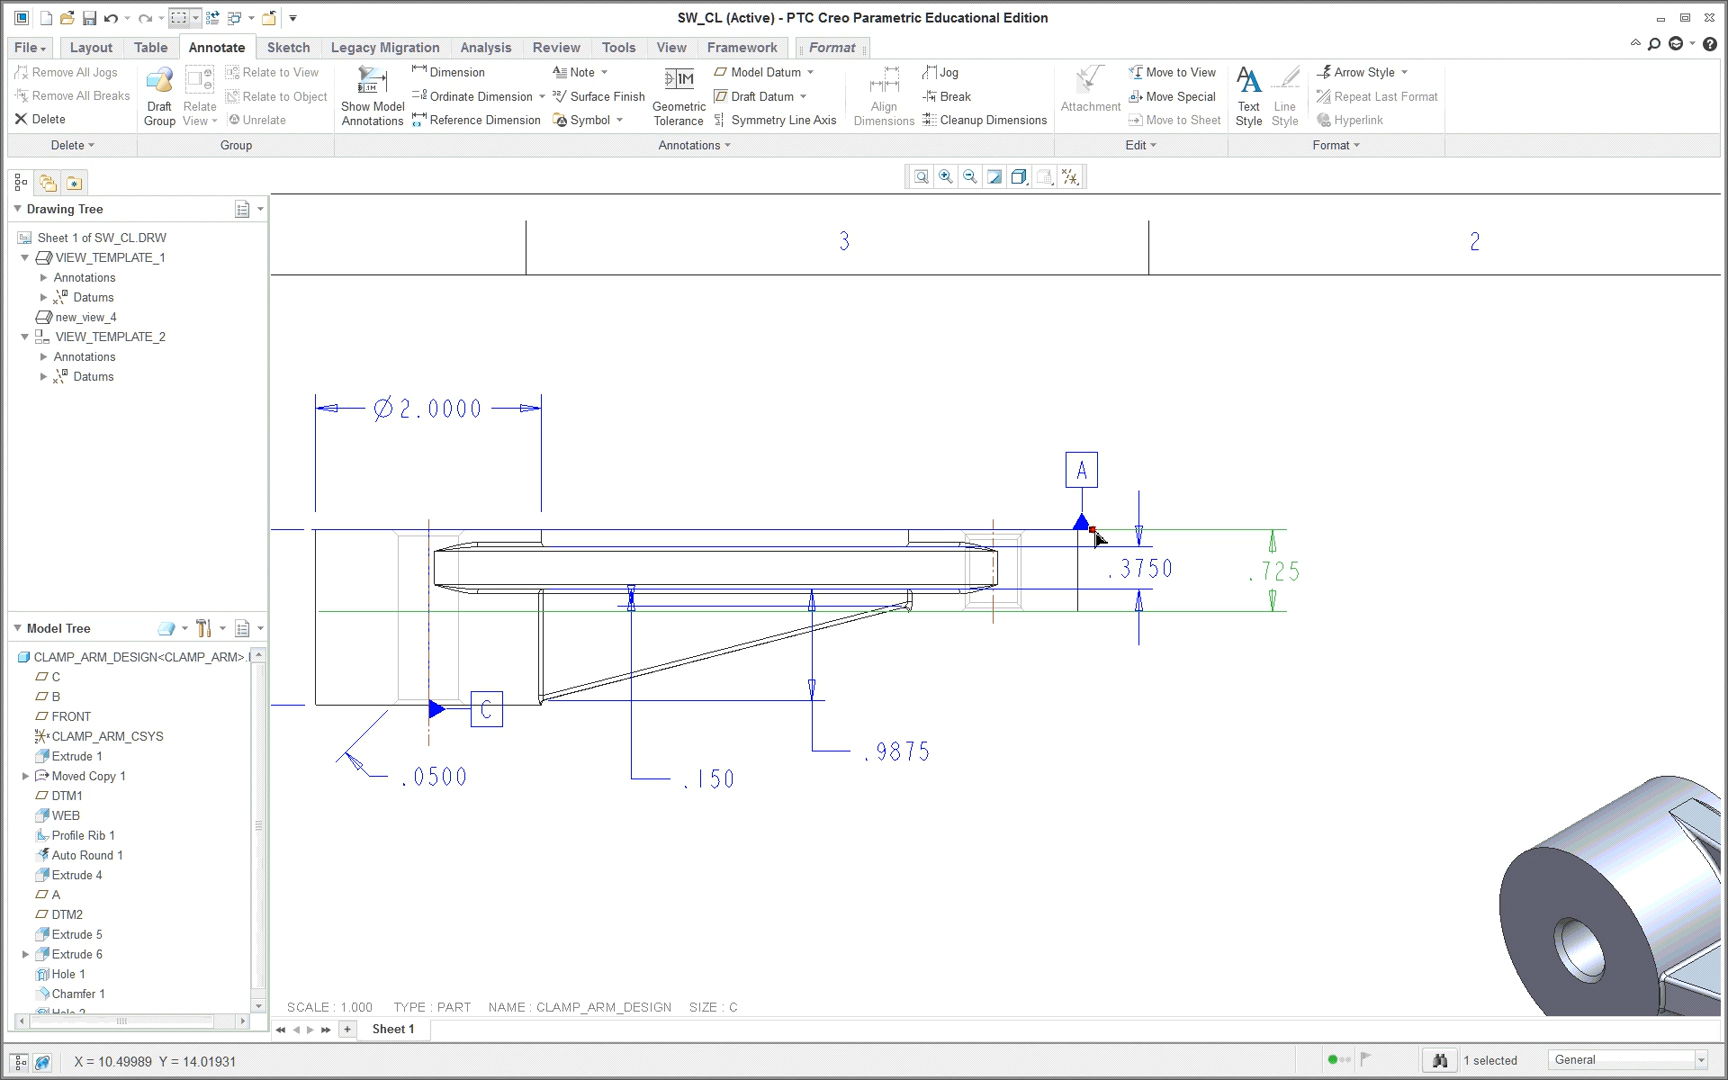 SW_CL (Active) - PTC Creo Parametric Educational Edition
File Layout Table Annotate Sketch Legacy Migration Analysis Review Tools View Framework Format
Remove All Jogs
Remove All Breaks
Delete
Draft Group
Relate View
Relate to View
Relate to Object
Unrelate
Show Model Annotations
Dimension
Ordinate Dimension
Reference Dimension
Note
Surface Finish
Symbol
Geometric Tolerance
Model Datum
Draft Datum
Symmetry Line Axis
Align Dimensions
Jog
Break
Cleanup Dimensions
Attachment
Move to View
Move Special
Move to Sheet
Text Style
Line Style
Arrow Style
Repeat Last Format
Hyperlink
Delete Group Annotations Edit Format
Drawing Tree
Sheet 1 of SW_CL.DRW
VIEW_TEMPLATE_1
Annotations
Datums
new_view_4
VIEW_TEMPLATE_2
Annotations
Datums
Model Tree
CLAMP_ARM_DESIGN<CLAMP_ARM>.
C
B
FRONT
CLAMP_ARM_CSYS
Extrude 1
Moved Copy 1
DTM1
WEB
Profile Rib 1
Auto Round 1
Extrude 4
A
DTM2
Extrude 5
Extrude 6
Hole 1
Chamfer 1
3 2
∅2.0000
A
.3750
.725
C
.9875
.0500
.150
SCALE : 1.000 TYPE : PART NAME : CLAMP_ARM_DESIGN SIZE : C
Sheet 1
X = 10.49989 Y = 14.01931
1 selected
General